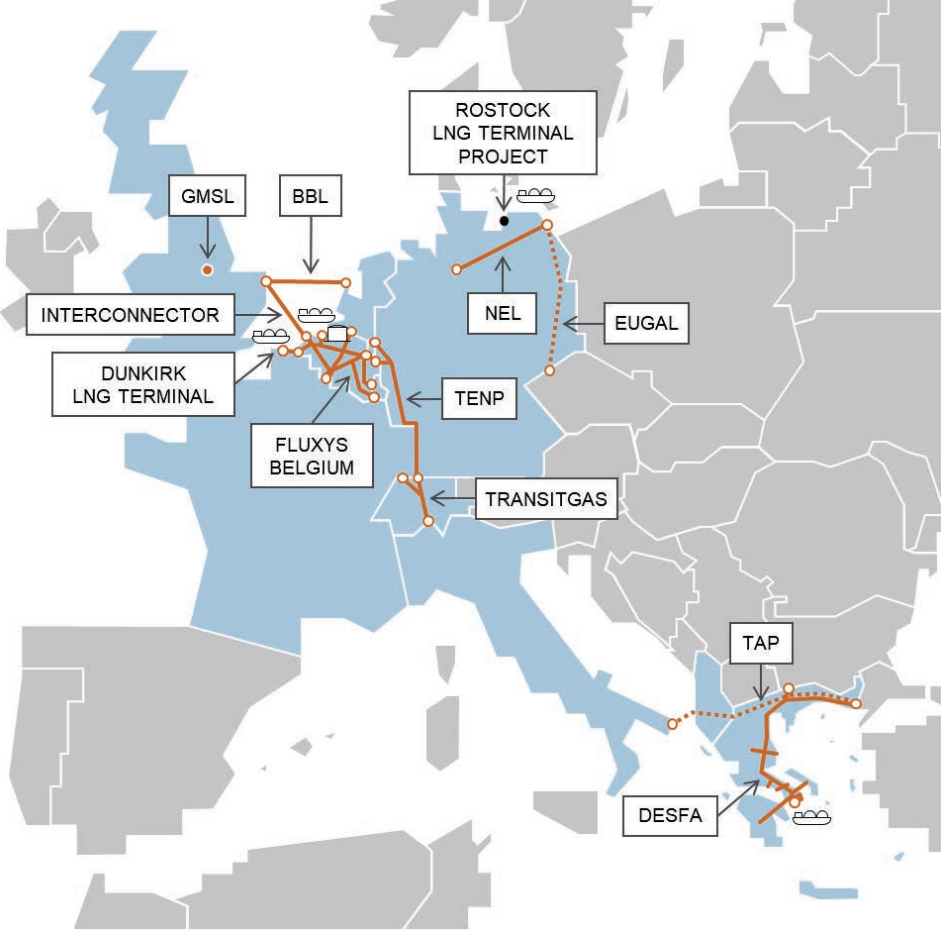 ROSTOCK
LNG TERMINAL
PROJECT
GMSL
BBL
INTERCONNECTOR
NEL
EUGAL
DUNKIRK
LNG TERMINAL
TENP
FLUXYS
BELGIUM
TRANSITGAS
TAP
DESFA